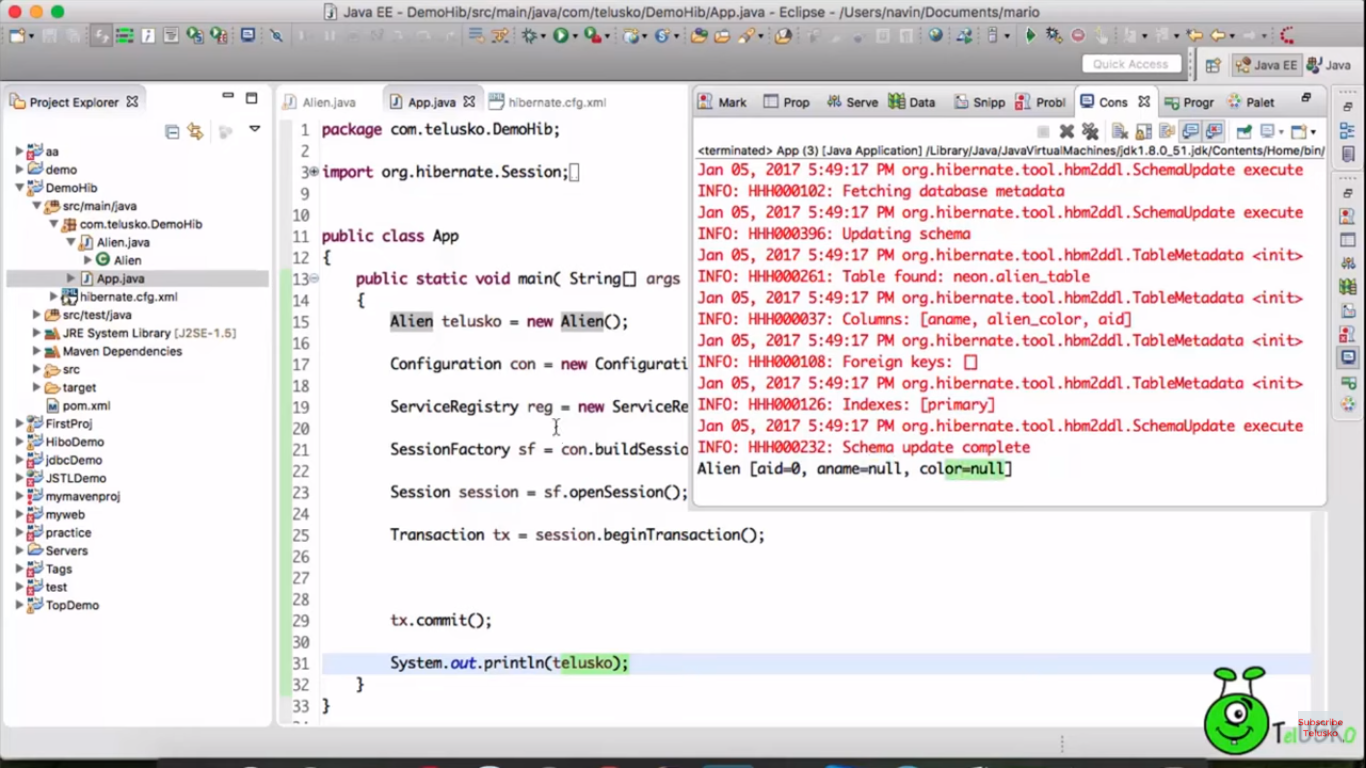 Java EE - DemoHib/src/main/java/com/telusko/DemoHib/App.java - Eclipse - /Users/navin/Documents/mario
Quick Access
Java EE
Java
Project Explorer
aa
demo
DemoHib
src/main/java
com.telusko.DemoHib
Alien.java
Alien
App.java
hibernate.cfg.xml
src/test/java
JRE System Library [J2SE-1.5]
Maven Dependencies
src
target
pom.xml
FirstProj
HiboDemo
jdbcDemo
JSTLDemo
mymavenproj
myweb
practice
Servers
Tags
test
TopDemo
Alien.java
App.java
hibernate.cfg.xml
1 package com.telusko.DemoHib;
2
3 import org.hibernate.Session;
9
10
11 public class App
12 {
13 public static void main( String[] args
14 {
15 Alien telusko = new Alien();
16
17 Configuration con = new Configurati
18
19 ServiceRegistry reg = new ServiceRe
20
21 SessionFactory sf = con.buildSessio
22
23 Session session = sf.openSession();
24
25 Transaction tx = session.beginTransaction();
26
27
28
29 tx.commit();
30
31 System.out.println(telusko);
32 }
33 }
Mark
Prop
Serve
Data
Snipp
Probl
Cons
Progr
Palet
<terminated> App (3) [Java Application] /Library/Java/JavaVirtualMachines/jdk1.8.0_51.jdk/Contents/Home/bin/
Jan 05, 2017 5:49:17 PM org.hibernate.tool.hbm2ddl.SchemaUpdate execute
INFO: HHH000102: Fetching database metadata
Jan 05, 2017 5:49:17 PM org.hibernate.tool.hbm2ddl.SchemaUpdate execute
INFO: HHH000396: Updating schema
Jan 05, 2017 5:49:17 PM org.hibernate.tool.hbm2ddl.TableMetadata <init>
INFO: HHH000261: Table found: neon.alien_table
Jan 05, 2017 5:49:17 PM org.hibernate.tool.hbm2ddl.TableMetadata <init>
INFO: HHH000037: Columns: [aname, alien_color, aid]
Jan 05, 2017 5:49:17 PM org.hibernate.tool.hbm2ddl.TableMetadata <init>
INFO: HHH000108: Foreign keys: []
Jan 05, 2017 5:49:17 PM org.hibernate.tool.hbm2ddl.TableMetadata <init>
INFO: HHH000126: Indexes: [primary]
Jan 05, 2017 5:49:17 PM org.hibernate.tool.hbm2ddl.SchemaUpdate execute
INFO: HHH000232: Schema update complete
Alien [aid=0, aname=null, color=null]
Subscribe
Telusko